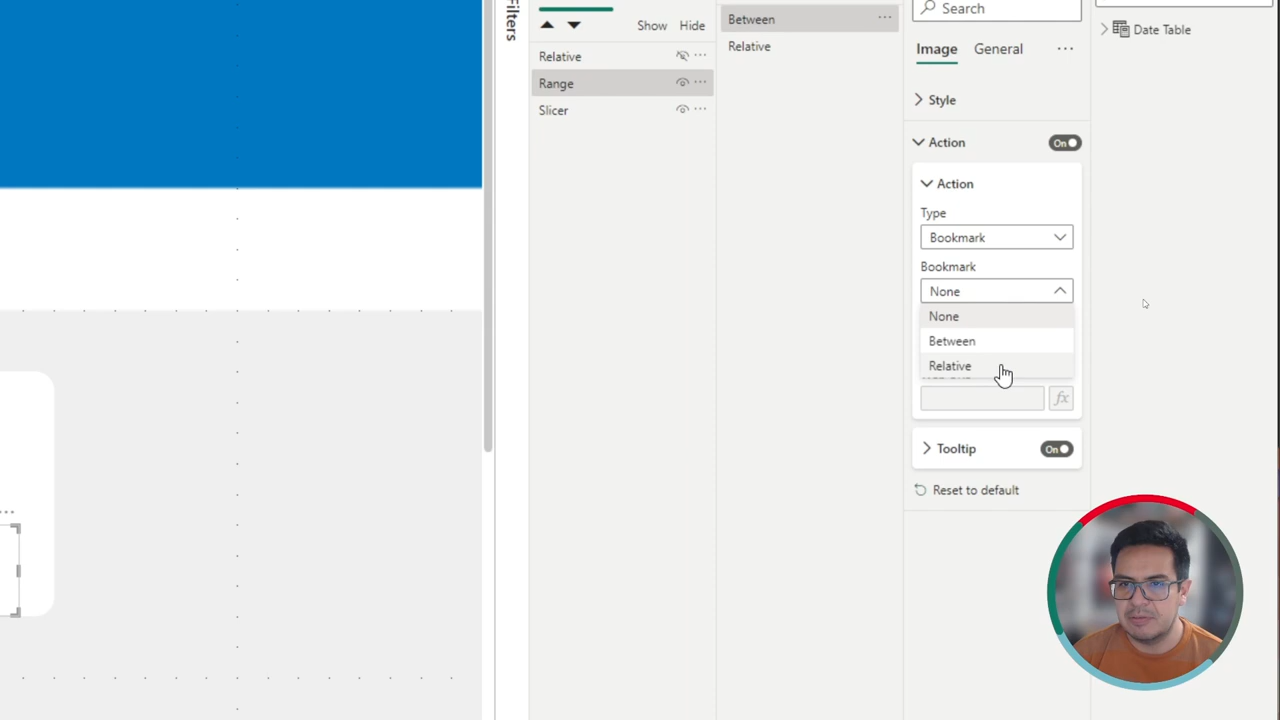 Filters
Show Hide
Relative
Range
Slicer
Between
Relative
Search
Image General
Style
Action On
Action
Type
Bookmark
Bookmark
None
None
Between
Relative
fx
Tooltip On
Reset to default
Date Table